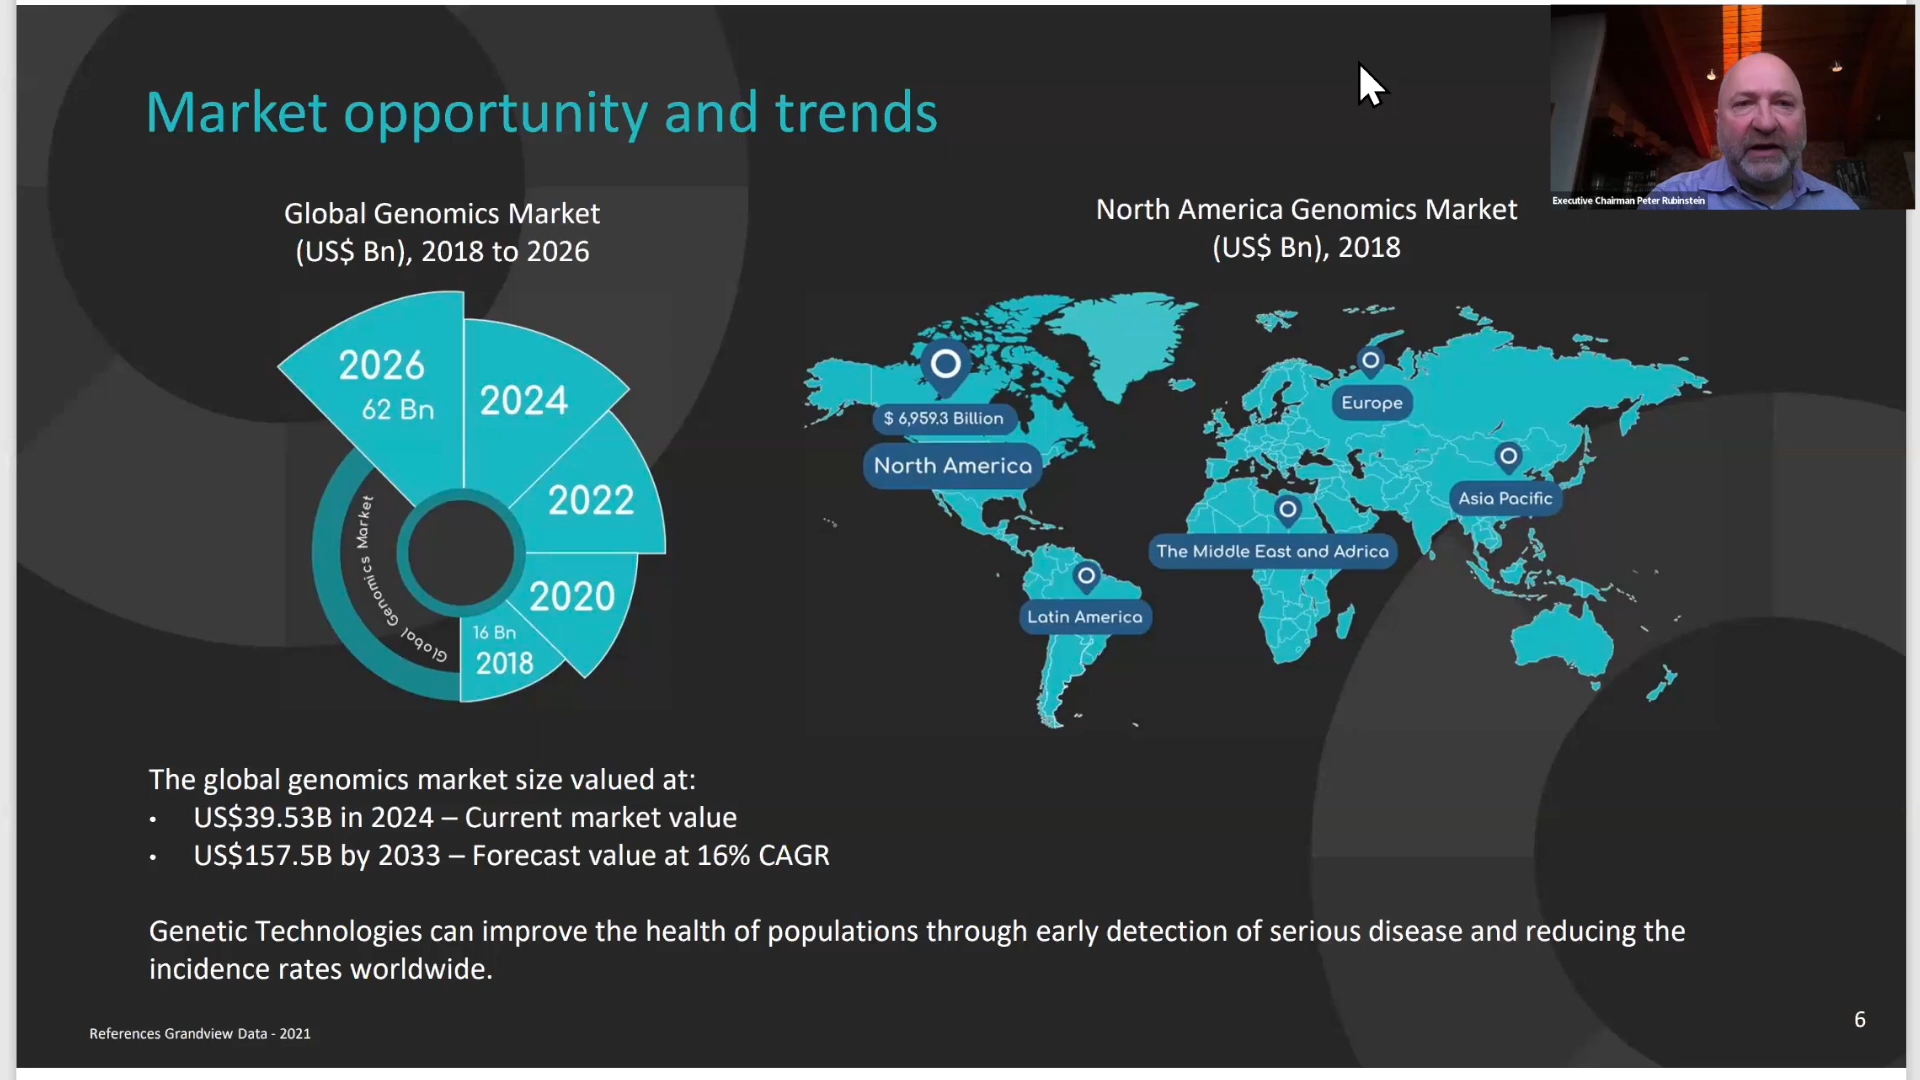 Market opportunity and trends
Executive Chairman Peter Rubinstein
Global Genomics Market
(US$ Bn), 2018 to 2026
North America Genomics Market
(US$ Bn), 2018
2026
62 Bn
2024
2022
2020
16 Bn
2018
Global Genomics Market
$ 6,959.3 Billion
North America
Europe
Asia Pacific
The Middle East and Adrica
Latin America
The global genomics market size valued at:
• US$39.53B in 2024 – Current market value
• US$157.5B by 2033 – Forecast value at 16% CAGR
Genetic Technologies can improve the health of populations through early detection of serious disease and reducing the
incidence rates worldwide.
References Grandview Data - 2021
6